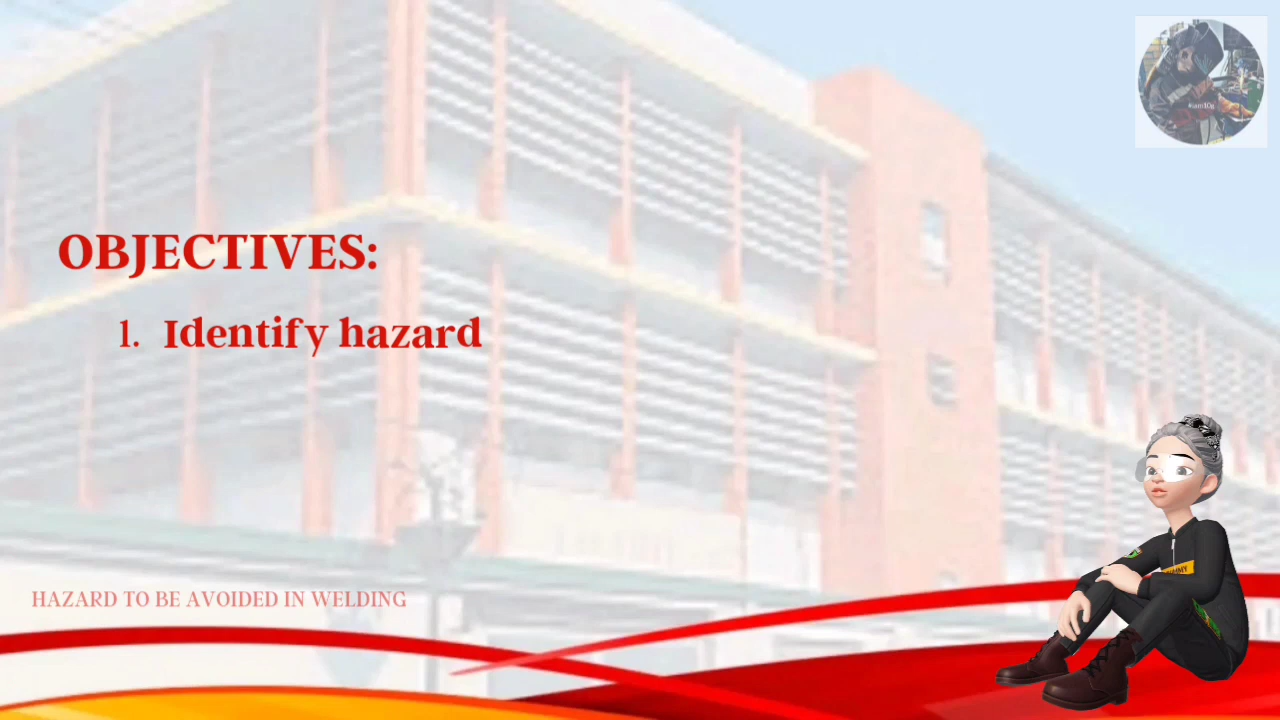 OBJECTIVES:
1. Identify hazard
HAZARD TO BE AVOIDED IN WELDING